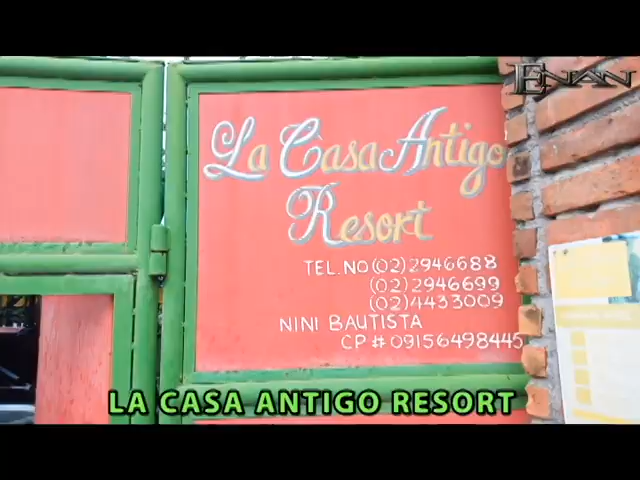 ENAN
La Casa Antigo
Resort
TEL.NO(02)2946688
(02)2946699
(02)4433009
NINI BAUTISTA
CP#09156498445
LA CASA ANTIGO RESORT